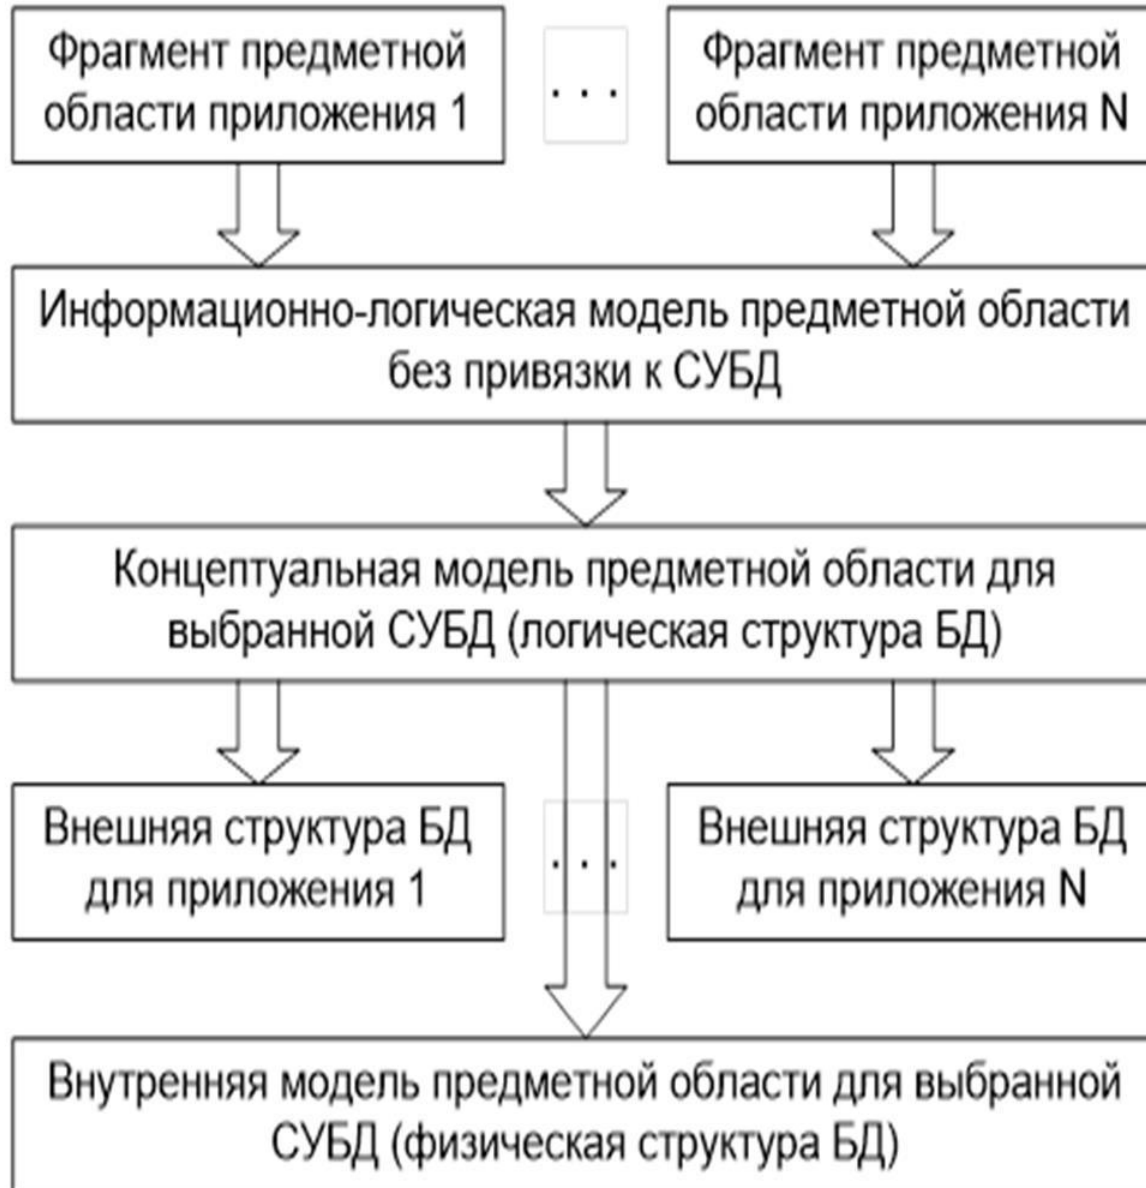 Фрагмент предметной
области приложения 1
. . .
Фрагмент предметной
области приложения N
Информационно-логическая модель предметной области
без привязки к СУБД
Концептуальная модель предметной области для
выбранной СУБД (логическая структура БД)
Внешняя структура БД
для приложения 1
. . .
Внешняя структура БД
для приложения N
Внутренняя модель предметной области для выбранной
СУБД (физическая структура БД)